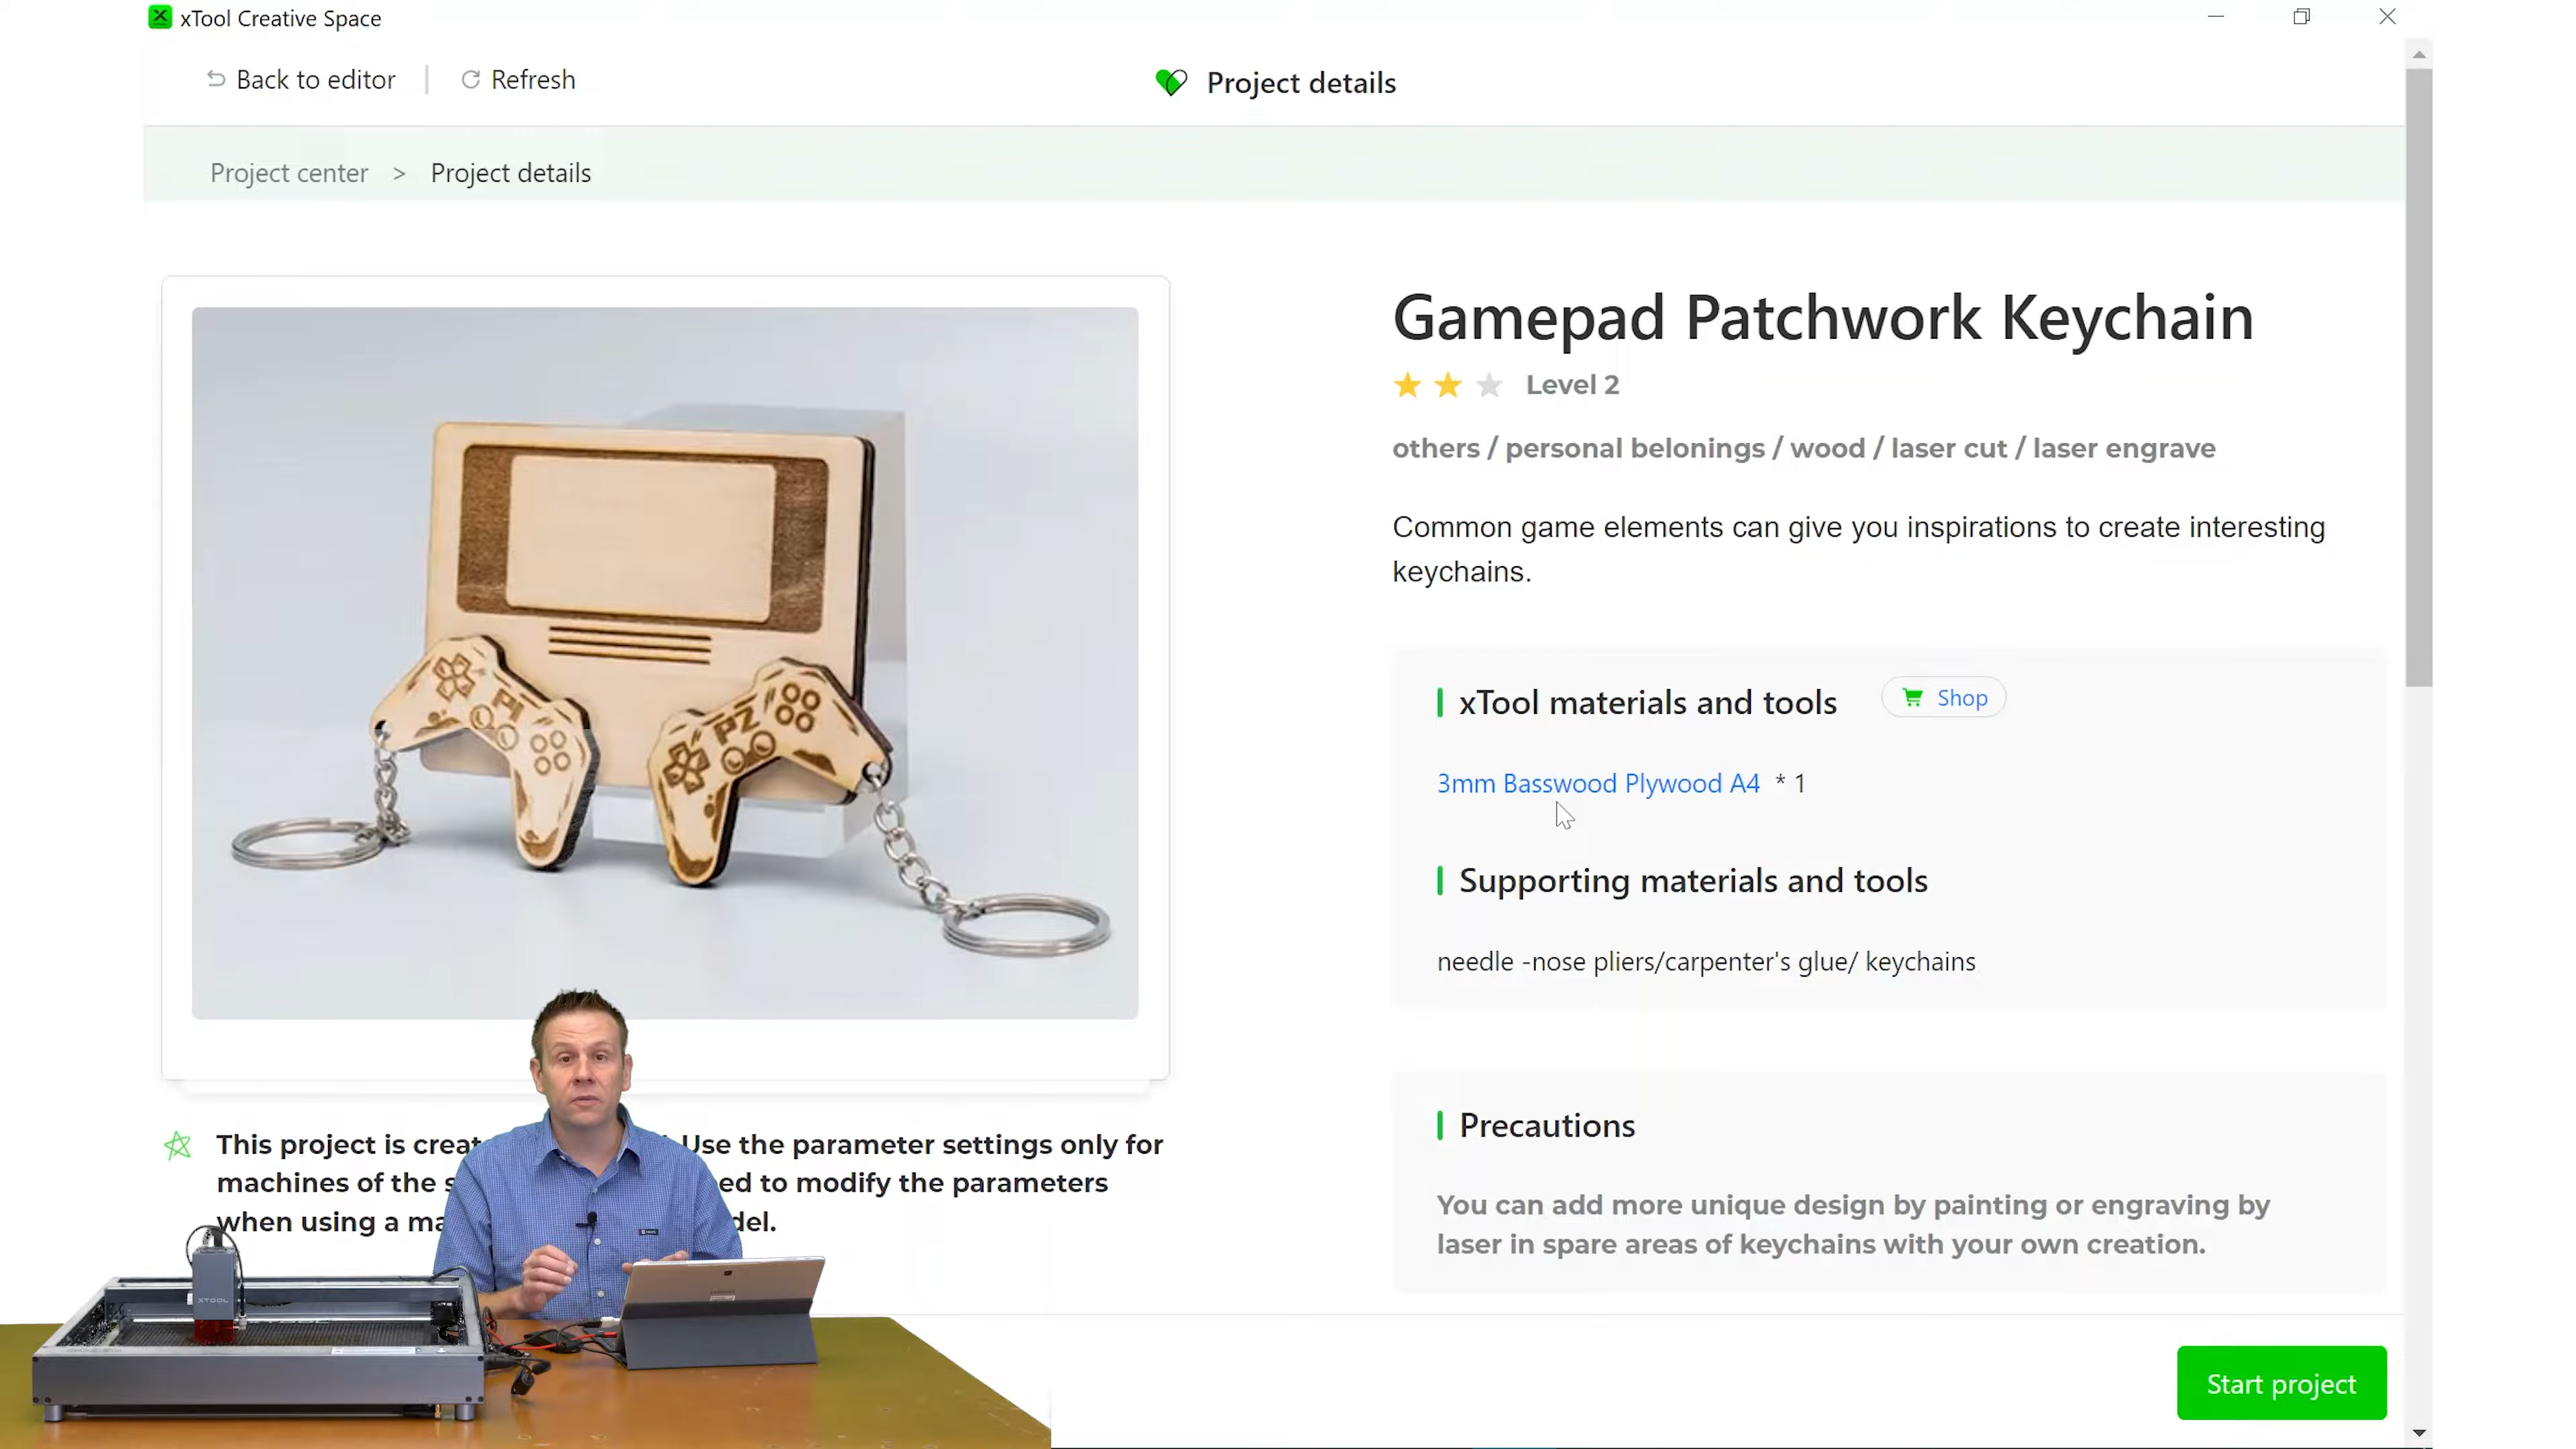 xTool Creative Space
Back to editor | Refresh
Project details
Project center > Project details
Gamepad Patchwork Keychain
Level 2
others / personal belonings / wood / laser cut / laser engrave
Common game elements can give you inspirations to create interesting
keychains.
xTool materials and tools
Shop
3mm Basswood Plywood A4 * 1
Supporting materials and tools
needle -nose pliers/carpenter's glue/ keychains
Precautions
You can add more unique design by painting or engraving by
laser in spare areas of keychains with your own creation.
Start project
P1
PZ
This project is creat Use the parameter settings only for
machines of the s ed to modify the parameters
when using a ma del.
XTOOL